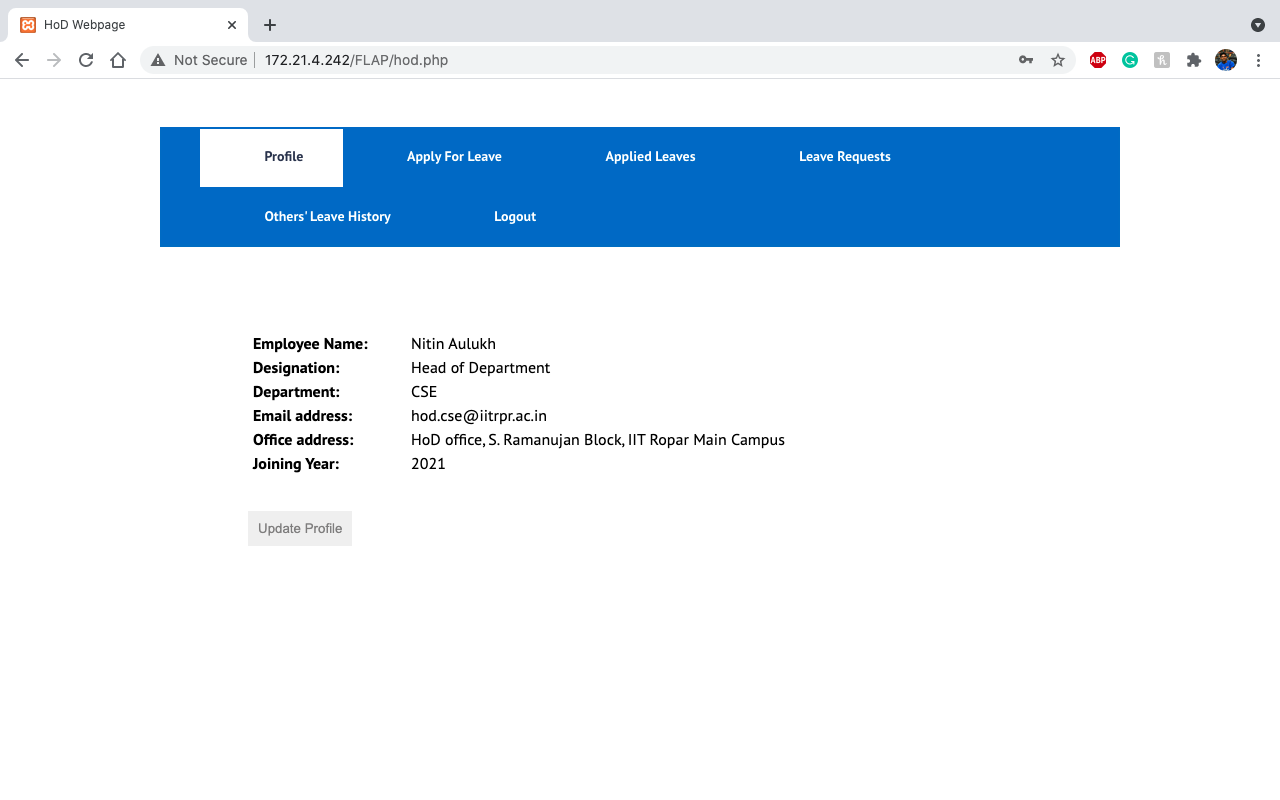 HoD Webpage
Not Secure 172.21.4.242/FLAP/hod.php
ABP
Profile Apply For Leave Applied Leaves Leave Requests
Others' Leave History Logout
Employee Name: Nitin Aulukh
Designation: Head of Department
Department: CSE
Email address: hod.cse@iitrpr.ac.in
Office address: HoD office, S. Ramanujan Block, IIT Ropar Main Campus
Joining Year: 2021
Update Profile